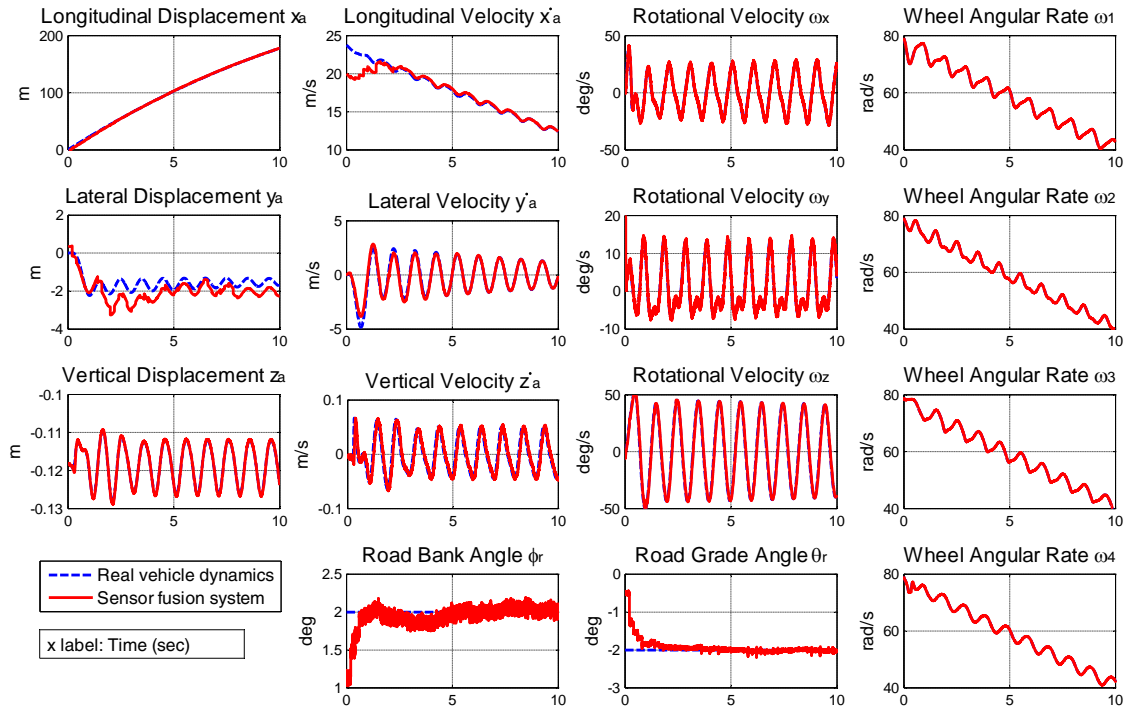 Longitudinal Displacement xa
Longitudinal Velocity ẋa
Rotational Velocity ωx
Wheel Angular Rate ω1
200
100
0
m
0 5 10
25
20
15
10
m/s
0 5 10
50
0
-50
deg/s
0 5 10
80
60
40
rad/s
0 5 10
Lateral Displacement ya
Lateral Velocity ẏa
Rotational Velocity ωy
Wheel Angular Rate ω2
2
0
-2
-4
m
0 5 10
5
0
-5
m/s
0 5 10
20
10
0
-10
deg/s
0 5 10
80
60
40
rad/s
0 5 10
Vertical Displacement za
Vertical Velocity ża
Rotational Velocity ωz
Wheel Angular Rate ω3
-0.1
-0.11
-0.12
-0.13
m
0 5 10
0.1
0
-0.1
m/s
0 5 10
50
0
-50
deg/s
0 5 10
80
60
40
rad/s
0 5 10
Real vehicle dynamics
Sensor fusion system
x label: Time (sec)
Road Bank Angle ϕr
Road Grade Angle θr
Wheel Angular Rate ω4
2.5
2
1.5
1
deg
0 5 10
0
-1
-2
-3
deg
0 5 10
80
60
40
rad/s
0 5 10